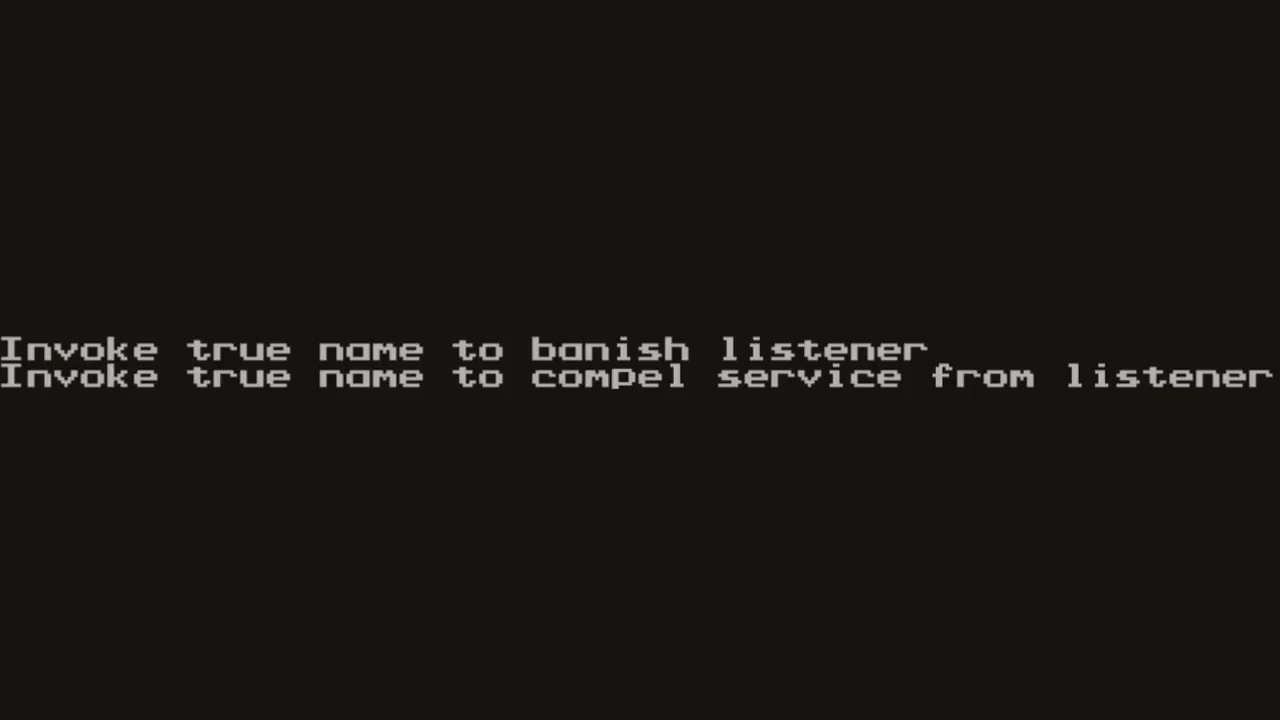 Invoke true name to banish listener
Invoke true name to compel service from listener